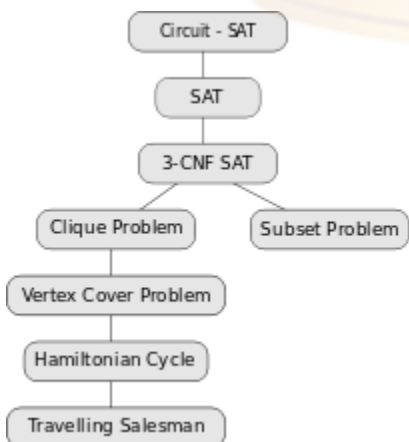 Circuit - SAT
SAT
3-CNF SAT
Clique Problem
Subset Problem
Vertex Cover Problem
Hamiltonian Cycle
Travelling Salesman